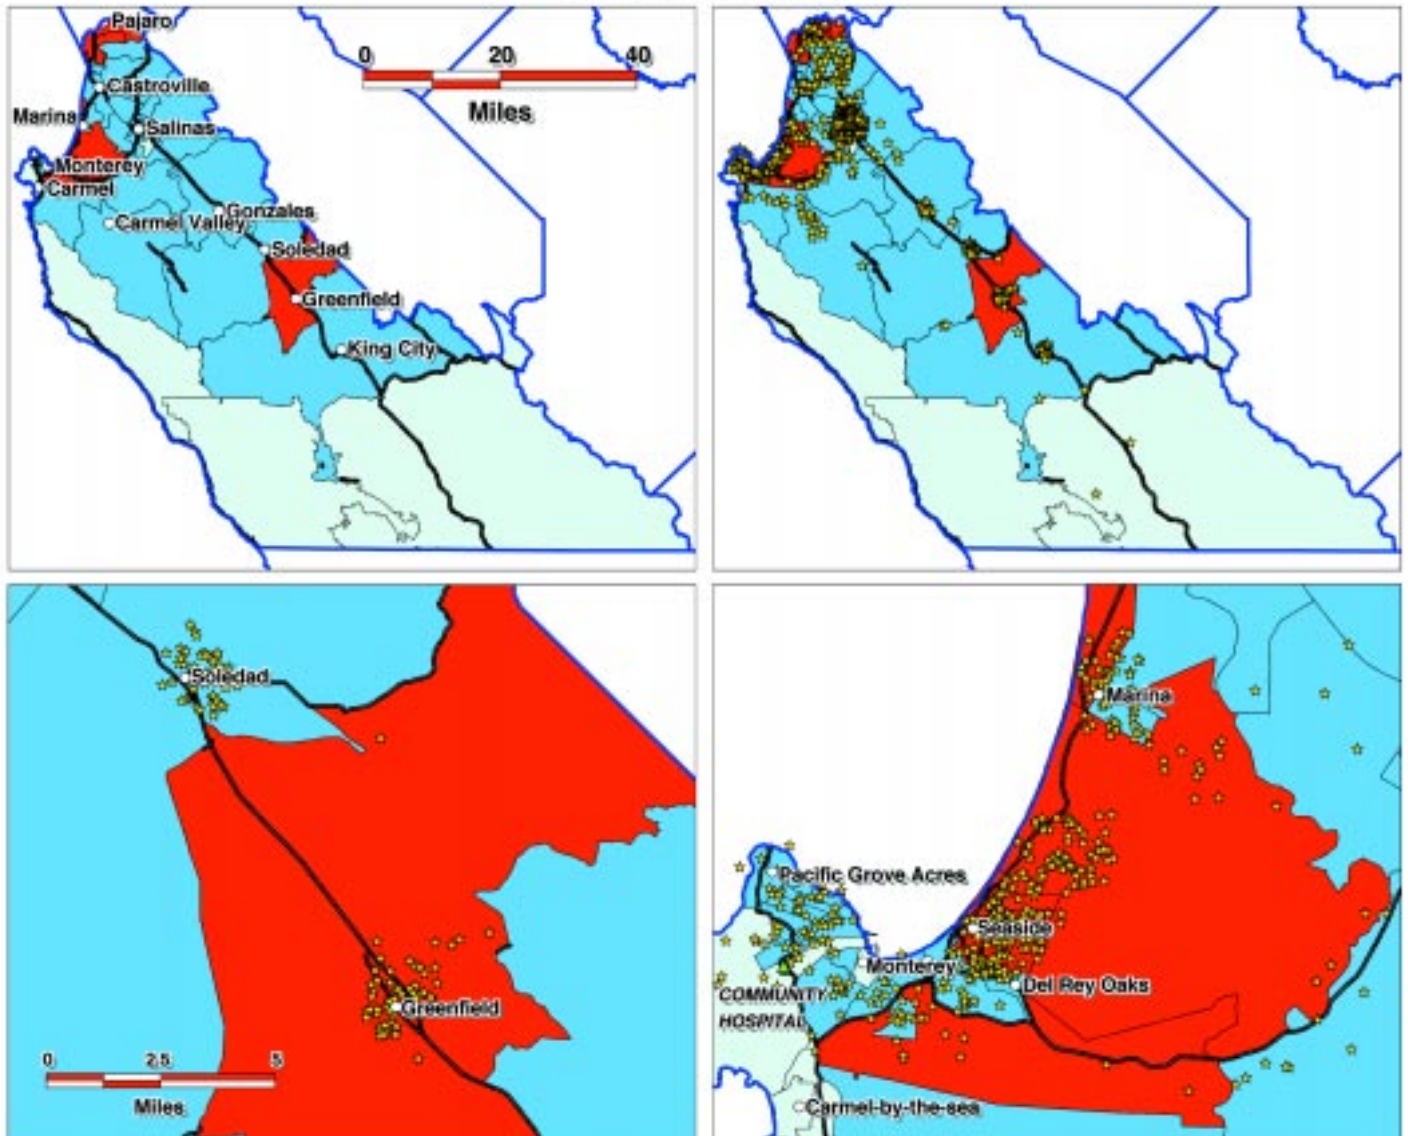 Pajaro
0 20 40
Miles
Castroville
Marina
Salinas
Monterey
Carmel
Gonzales
Carmel Valley
Soledad
Greenfield
King City
Soledad
Greenfield
0 2.5 5
Miles
Marina
Pacific Grove Acres
Seaside
Monterey
Del Rey Oaks
COMMUNITY
HOSPITAL
Carmel-by-the-sea